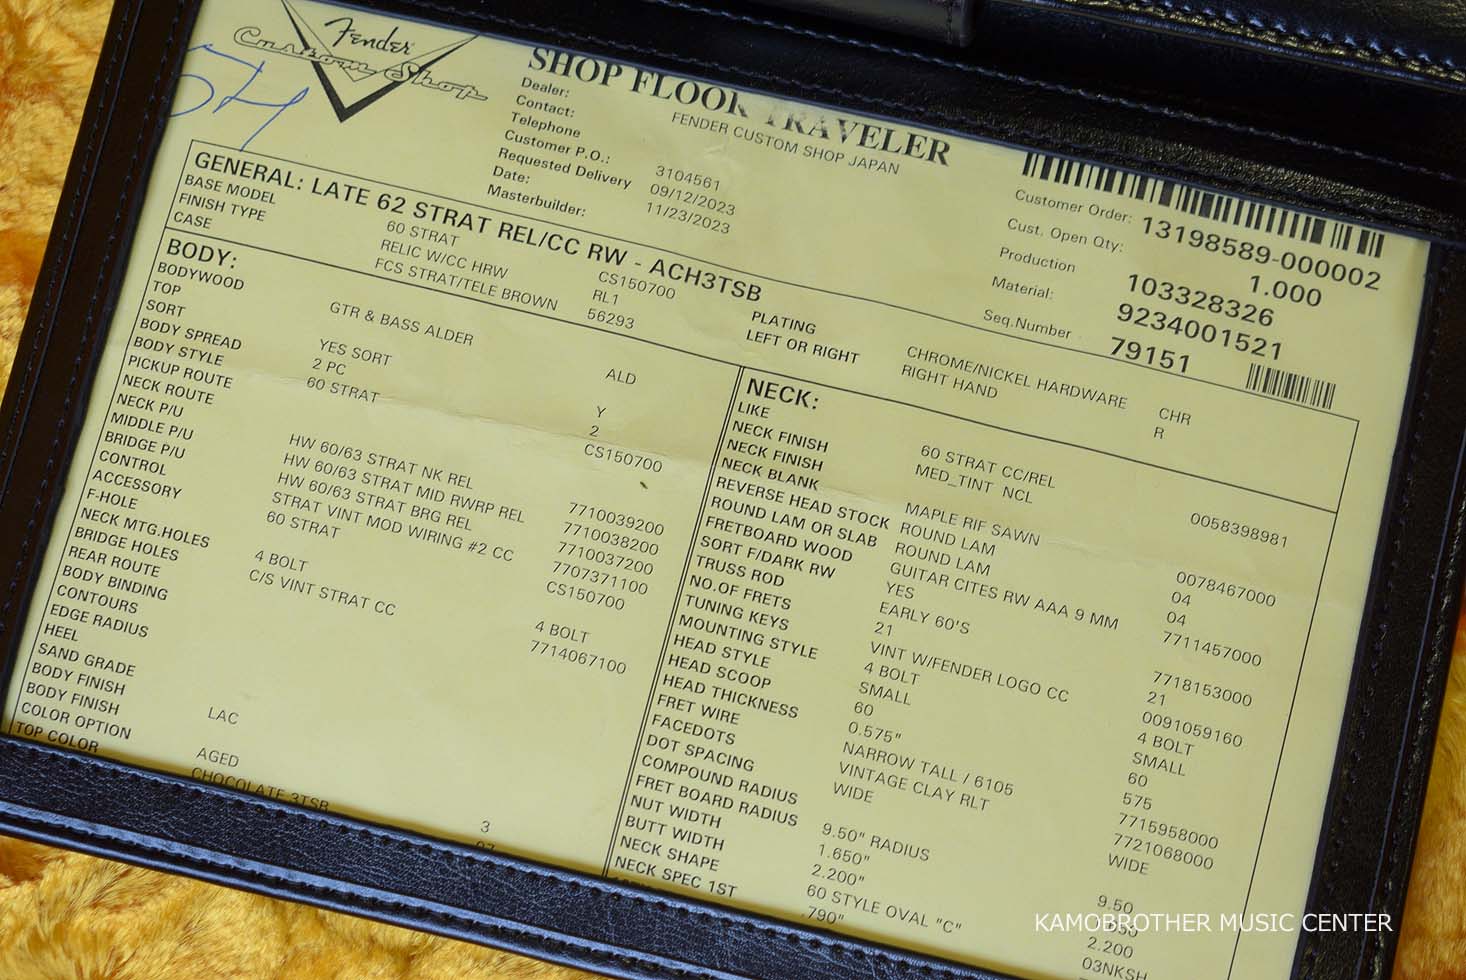 Fender
Custom Shop
54
SHOP FLOOR TRAVELER
FENDER CUSTOM SHOP JAPAN
Dealer:
Contact:
Telephone
Customer P.O.: 3104561
Requested Delivery 09/12/2023
Date: 11/23/2023
Masterbuilder:
Customer Order: 13198589-000002
Cust. Open Qty: 1.000
Production 103328326
Material: 9234001521
Seq.Number 79151
GENERAL: LATE 62 STRAT REL/CC RW - ACH3TSB
BASE MODEL 60 STRAT CS150700
FINISH TYPE RELIC W/CC HRW RL1
CASE FCS STRAT/TELE BROWN 56293
PLATING CHROME/NICKEL HARDWARE CHR
LEFT OR RIGHT RIGHT HAND R
BODY:
BODYWOOD GTR & BASS ALDER ALD
TOP
SORT YES SORT Y
BODY SPREAD 2 PC 2
BODY STYLE 60 STRAT CS150700
PICKUP ROUTE
NECK ROUTE
NECK P/U HW 60/63 STRAT NK REL 7710039200
MIDDLE P/U HW 60/63 STRAT MID RWRP REL 7710038200
BRIDGE P/U HW 60/63 STRAT BRG REL 7710037200
CONTROL STRAT VINT MOD WIRING #2 CC 7707371100
ACCESSORY 60 STRAT CS150700
F-HOLE
NECK MTG.HOLES 4 BOLT 4 BOLT
BRIDGE HOLES C/S VINT STRAT CC 7714067100
REAR ROUTE
BODY BINDING
CONTOURS
EDGE RADIUS
HEEL
SAND GRADE
BODY FINISH LAC
BODY FINISH
COLOR OPTION AGED 3
TOP COLOR CHOCOLATE 3TSB
NECK:
LIKE 60 STRAT CC/REL
NECK FINISH MED_TINT NCL 0058398981
NECK FINISH
NECK BLANK MAPLE RIF SAWN 0078467000
REVERSE HEAD STOCK ROUND LAM 04
ROUND LAM OR SLAB ROUND LAM 04
FRETBOARD WOOD GUITAR CITES RW AAA 9 MM 7711457000
SORT F/DARK RW YES
TRUSS ROD EARLY 60'S 7718153000
NO.OF FRETS 21 21
TUNING KEYS VINT W/FENDER LOGO CC 0091059160
MOUNTING STYLE 4 BOLT 4 BOLT
HEAD STYLE SMALL SMALL
HEAD SCOOP 60 60
HEAD THICKNESS 0.575" 575
FRET WIRE NARROW TALL / 6105 7715958000
FACEDOTS VINTAGE CLAY RLT 7721068000
DOT SPACING WIDE WIDE
COMPOUND RADIUS
FRET BOARD RADIUS 9.50" RADIUS 9.50
NUT WIDTH 1.650"
BUTT WIDTH 2.200" 2.200
NECK SHAPE 60 STYLE OVAL "C" 03NKSH
NECK SPEC 1ST .790"
KAMOBROTHER MUSIC CENTER